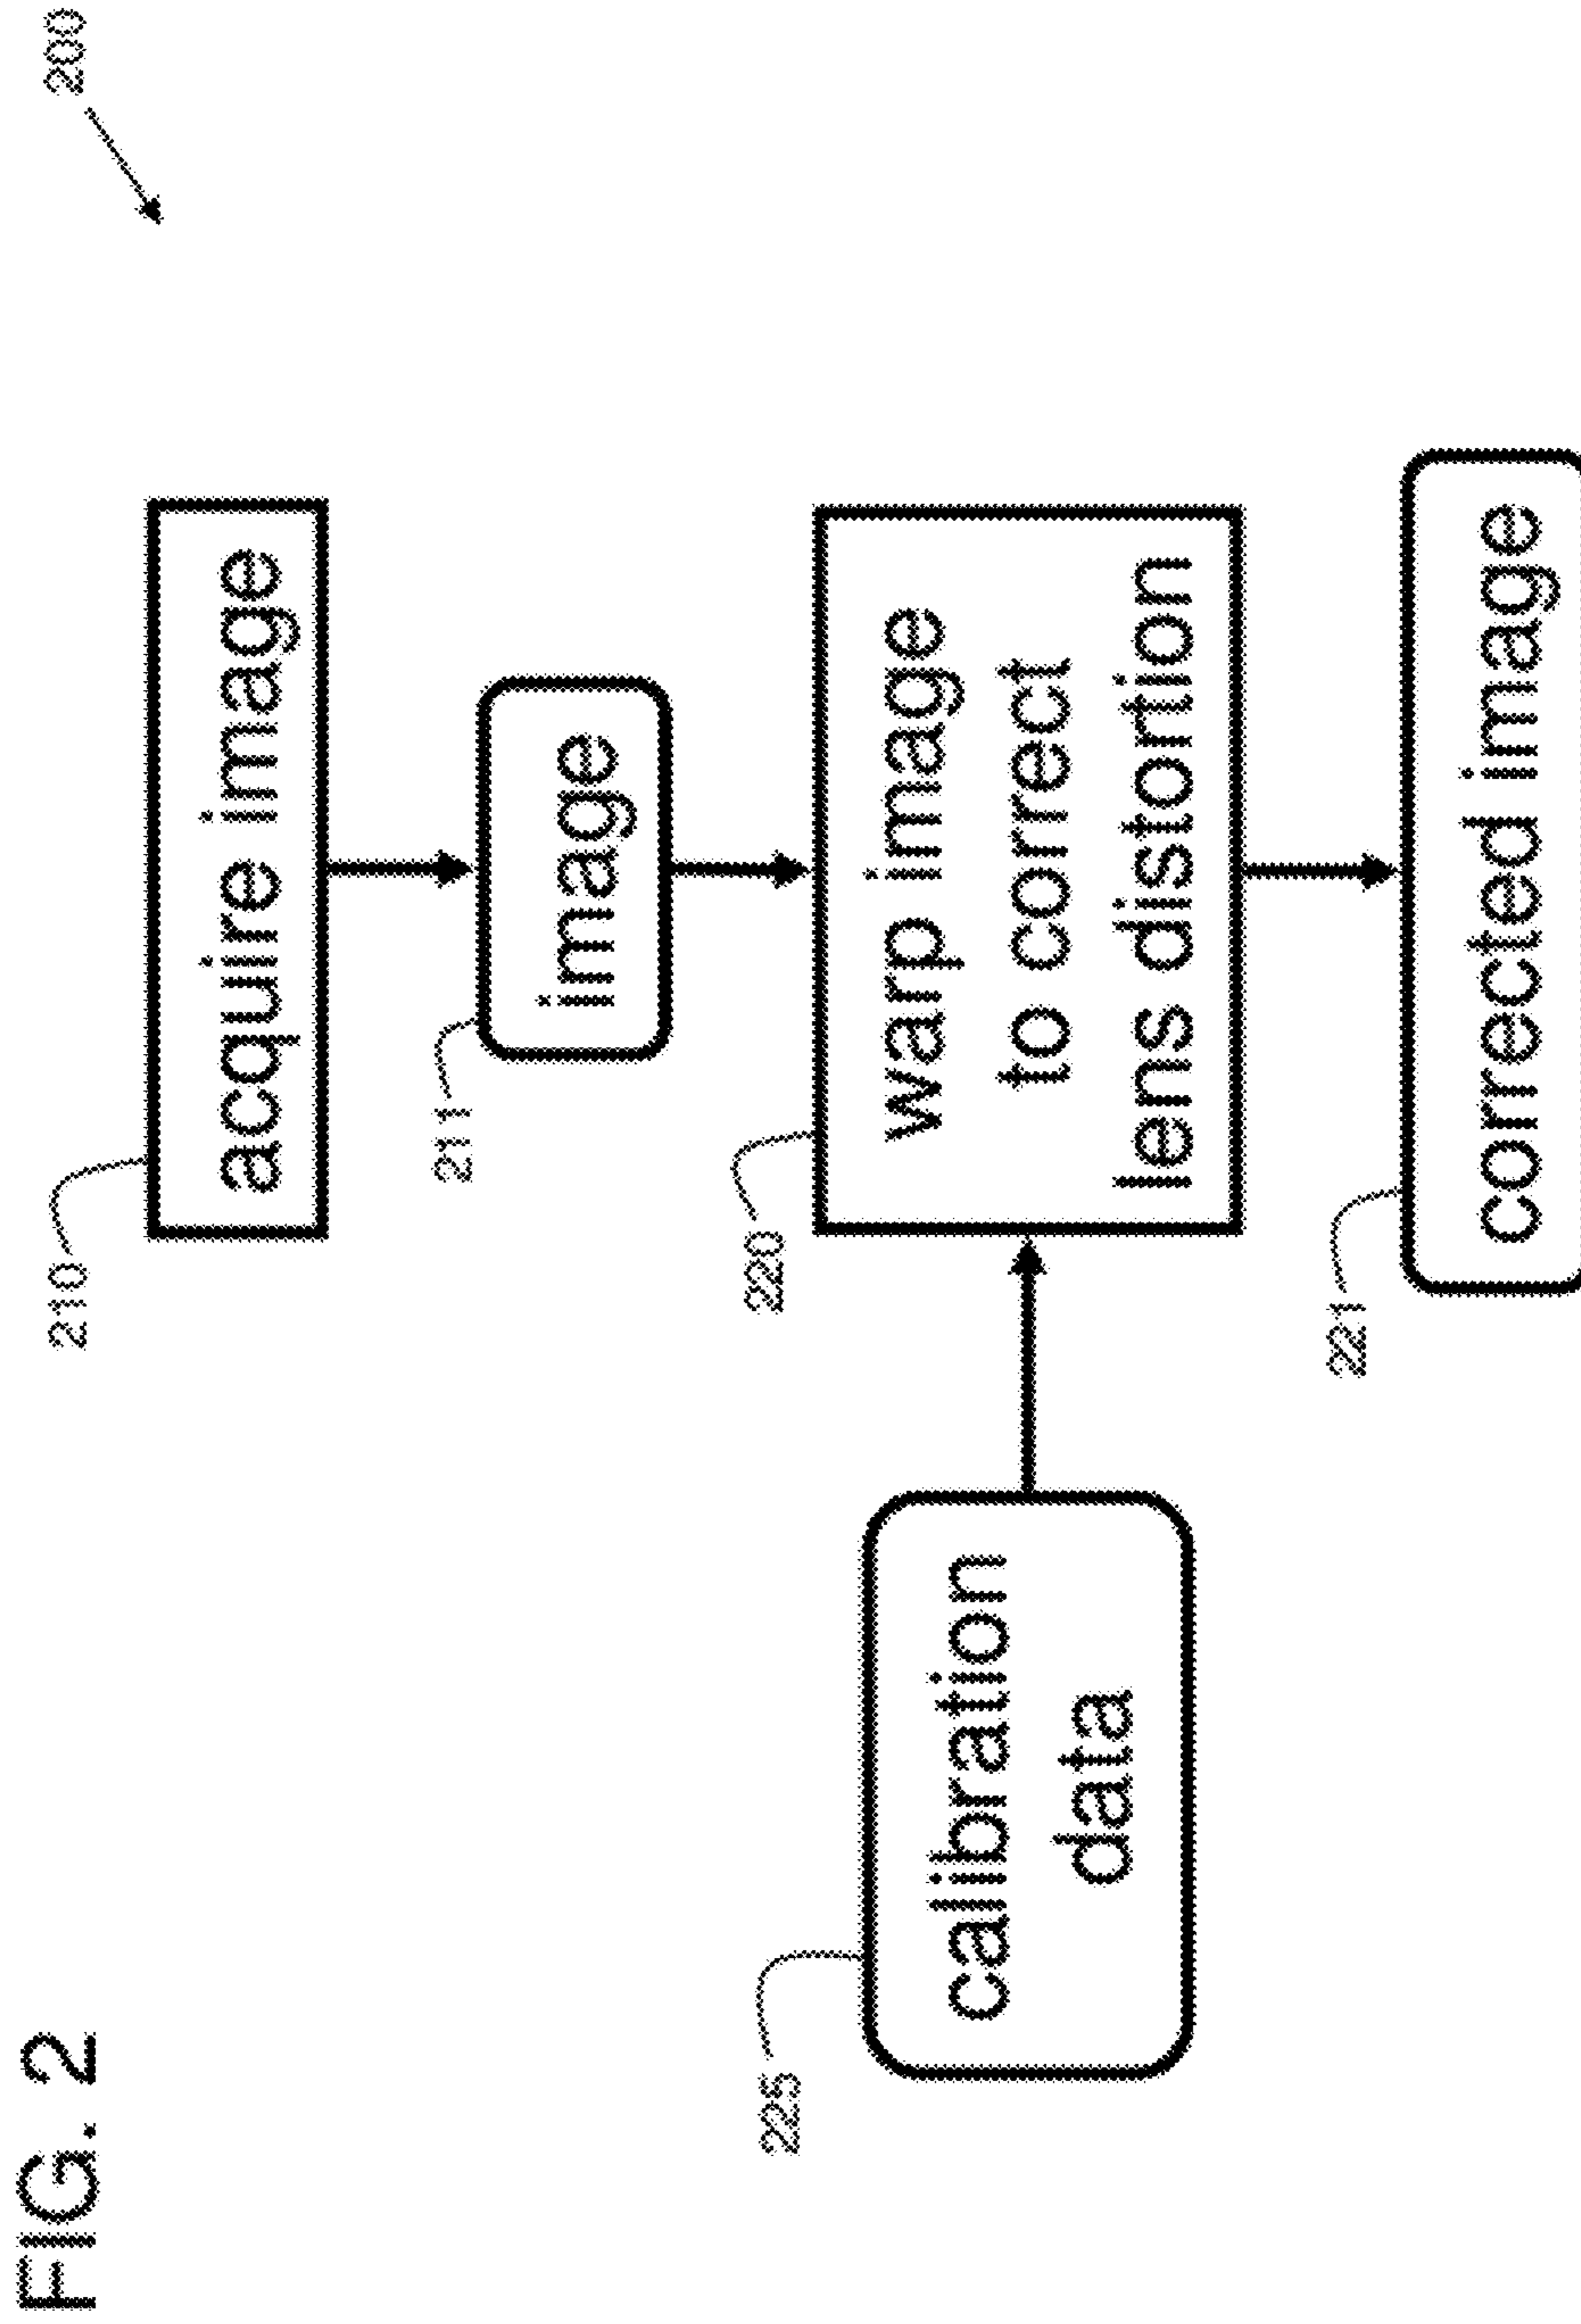 FIG. 2
200
210
acquire image
211
image
220
warp image
to correct
lens distortion
225
calibration
data
221
corrected image